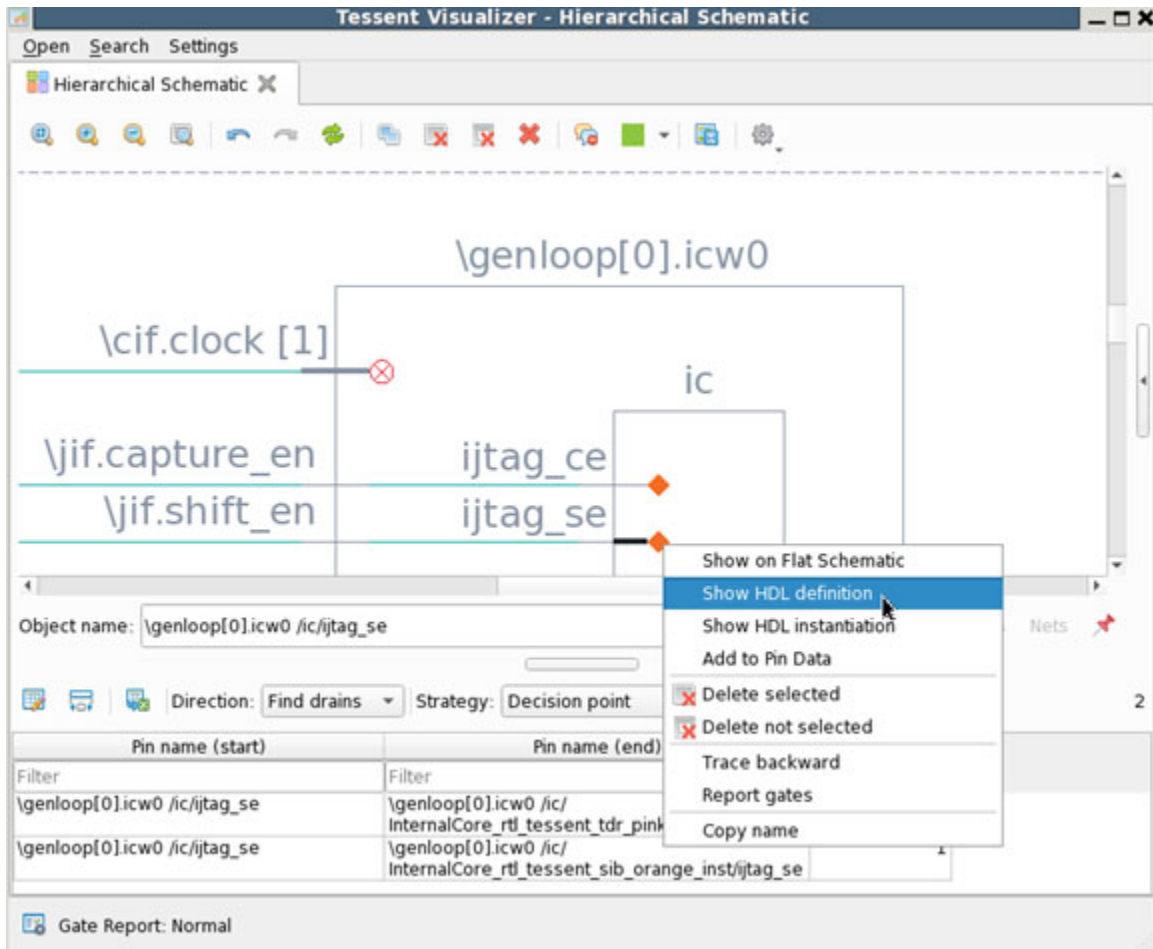 Tessent Visualizer - Hierarchical Schematic
Open Search Settings
Hierarchical Schematic
\genloop[0].icw0
\cif.clock [1]
ic
\jif.capture_en
ijtag_ce
\jif.shift_en
ijtag_se
Show on Flat Schematic
Show HDL definition
Show HDL instantiation
Add to Pin Data
Delete selected
Delete not selected
Trace backward
Report gates
Copy name
Object name: \genloop[0].icw0 /ic/ijtag_se
Nets
Direction: Find drains Strategy: Decision point
2
Pin name (start) Pin name (end)
Filter Filter
\genloop[0].icw0 /ic/ijtag_se \genloop[0].icw0 /ic/
InternalCore_rtl_tessent_tdr_pink
\genloop[0].icw0 /ic/ijtag_se \genloop[0].icw0 /ic/
InternalCore_rtl_tessent_sib_orange_inst/ijtag_se
Gate Report: Normal